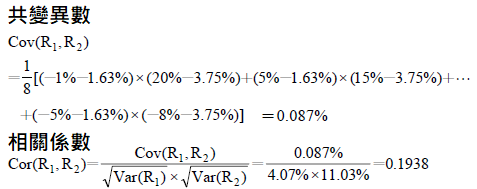 共變異數
Cov(R₁,R₂)
=1/8[(−1%−1.63%)×(20%−3.75%)+(5%−1.63%)×(15%−3.75%)+⋯
+(−5%−1.63%)×(−8%−3.75%)] =0.087%
相關係數
Cor(R₁,R₂)=Cov(R₁,R₂)/(√Var(R₁)×√Var(R₂))=0.087%/(4.07%×11.03%)=0.1938